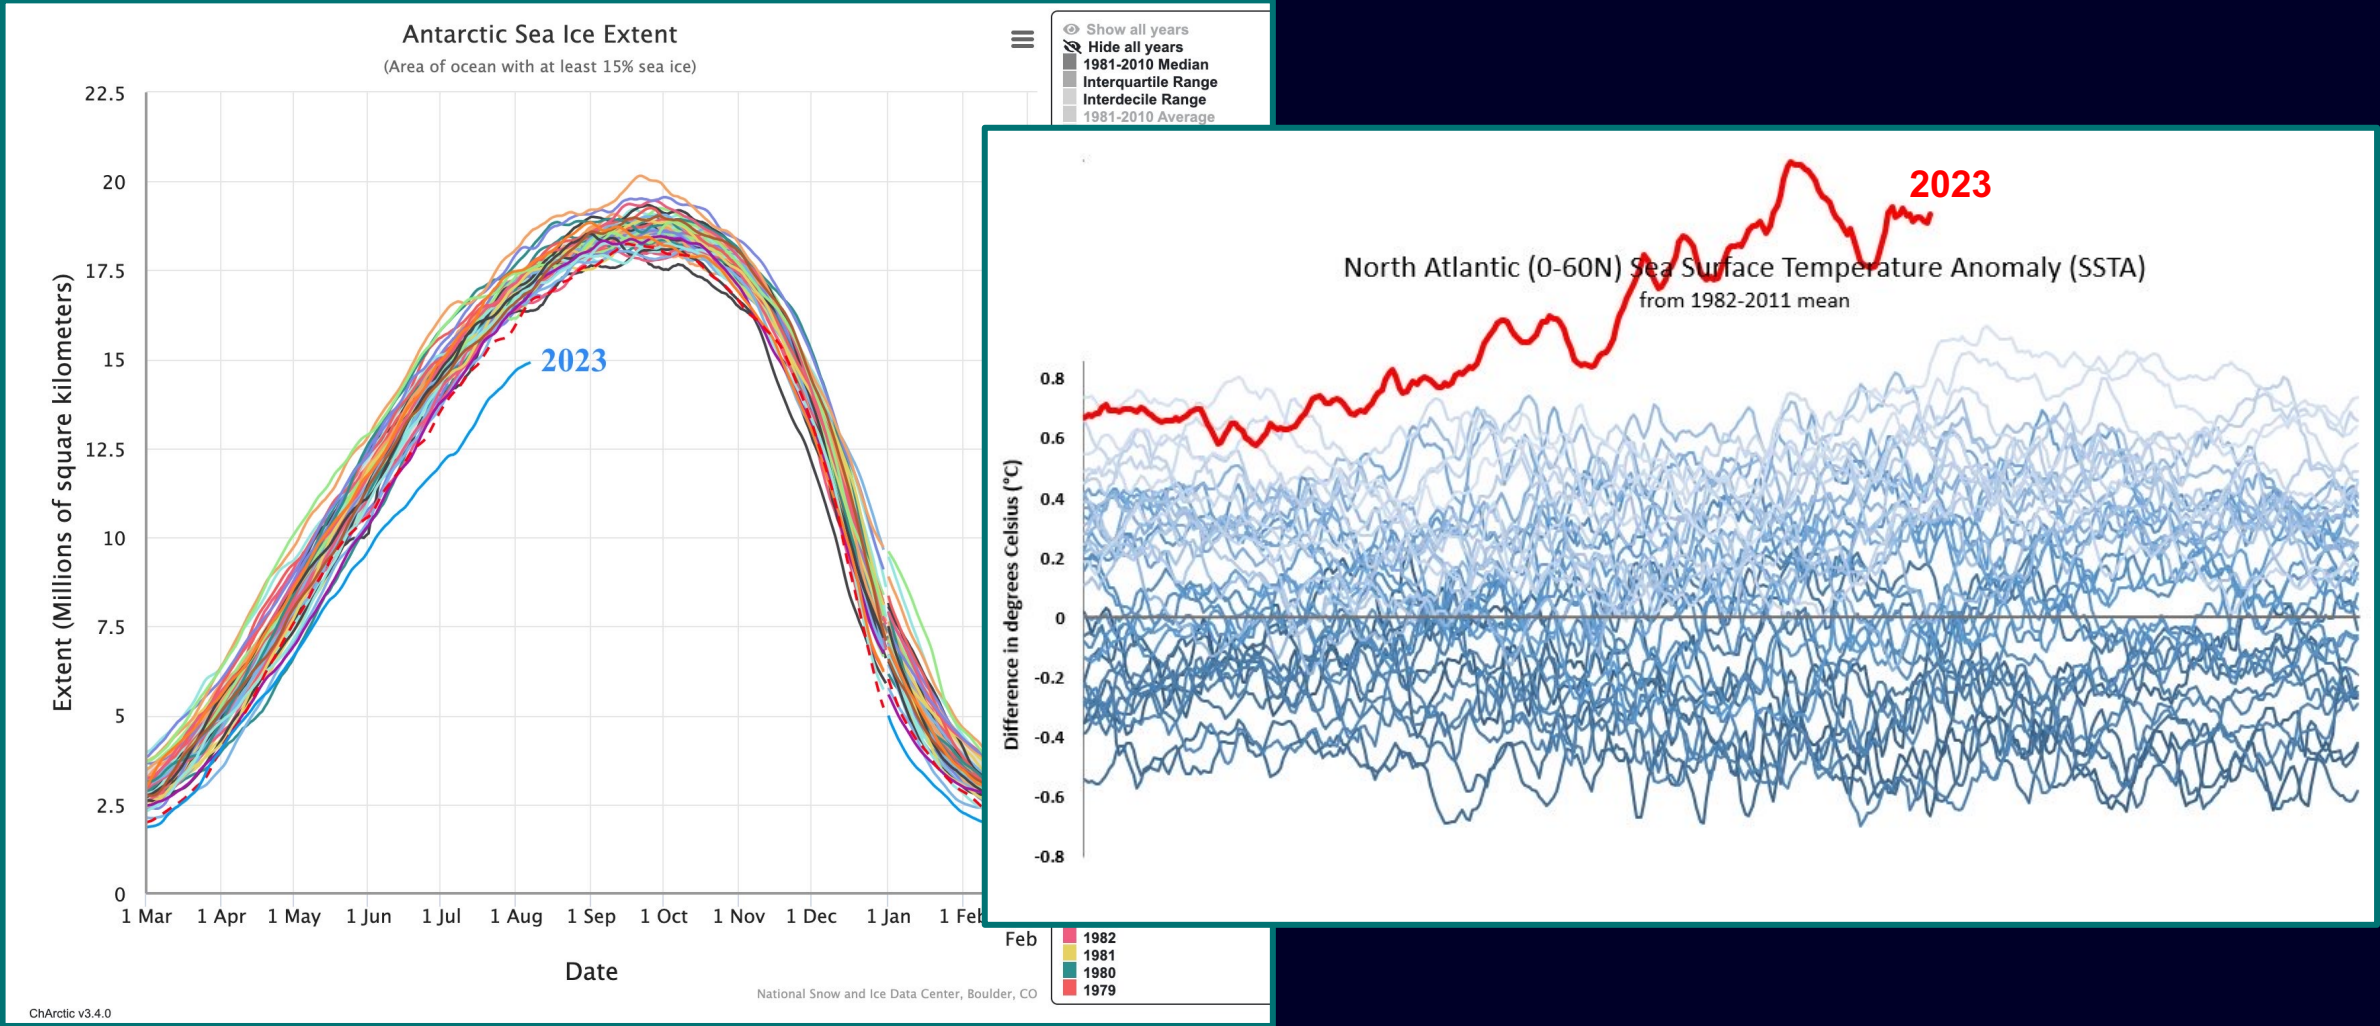 Antarctic Sea Ice Extent
(Area of ocean with at least 15% sea ice)
Show all years
Hide all years
1981-2010 Median
Interquartile Range
Interdecile Range
1981-2010 Average
Extent (Millions of square kilometers)
22.5
20
17.5
15
12.5
10
7.5
5
2.5
0
2023
1 Mar 1 Apr 1 May 1 Jun 1 Jul 1 Aug 1 Sep 1 Oct 1 Nov 1 Dec 1 Jan 1 Feb
Feb
Date
1982
1981
1980
1979
National Snow and Ice Data Center, Boulder, CO
ChArctic v3.4.0
2023
North Atlantic (0-60N) Sea Surface Temperature Anomaly (SSTA)
from 1982-2011 mean
Difference in degrees Celsius (°C)
0.8
0.6
0.4
0.2
0
-0.2
-0.4
-0.6
-0.8